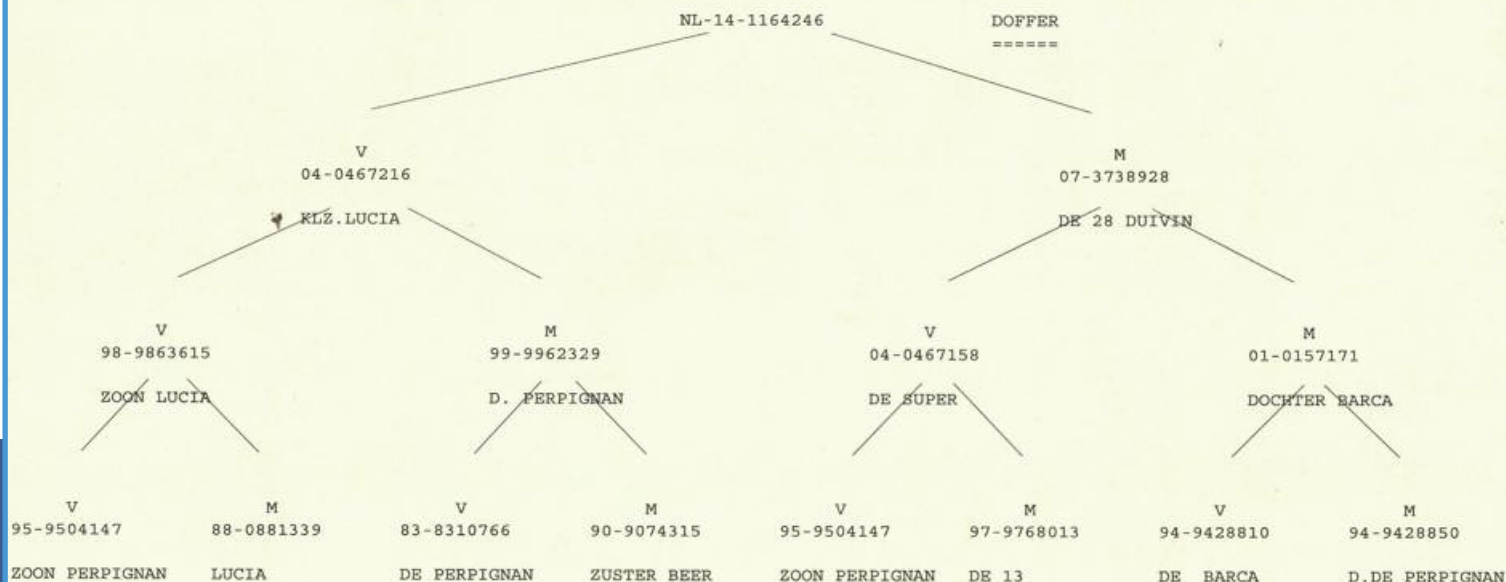 NL-14-1164246 DOFFER
======
V M
04-0467216 07-3738928
KLZ.LUCIA DE 28 DUIVIN
V M V M
98-9863615 99-9962329 04-0467158 01-0157171
ZOON LUCIA D. PERPIGNAN DE SUPER DOCHTER BARCA
V M V M V M V M
95-9504147 88-0881339 83-8310766 90-9074315 95-9504147 97-9768013 94-9428810 94-9428850
ZOON PERPIGNAN LUCIA DE PERPIGNAN ZUSTER BEER ZOON PERPIGNAN DE 13 DE BARCA D.DE PERPIGNAN